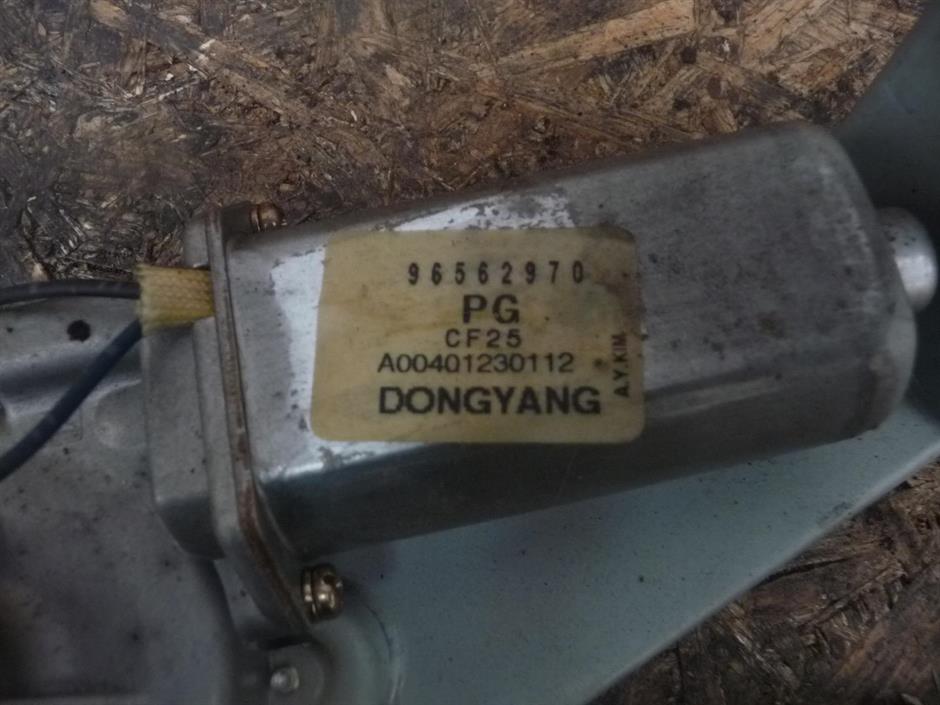 96562970
PG
CF25
A00401230112
DONGYANG
A.Y.KIM